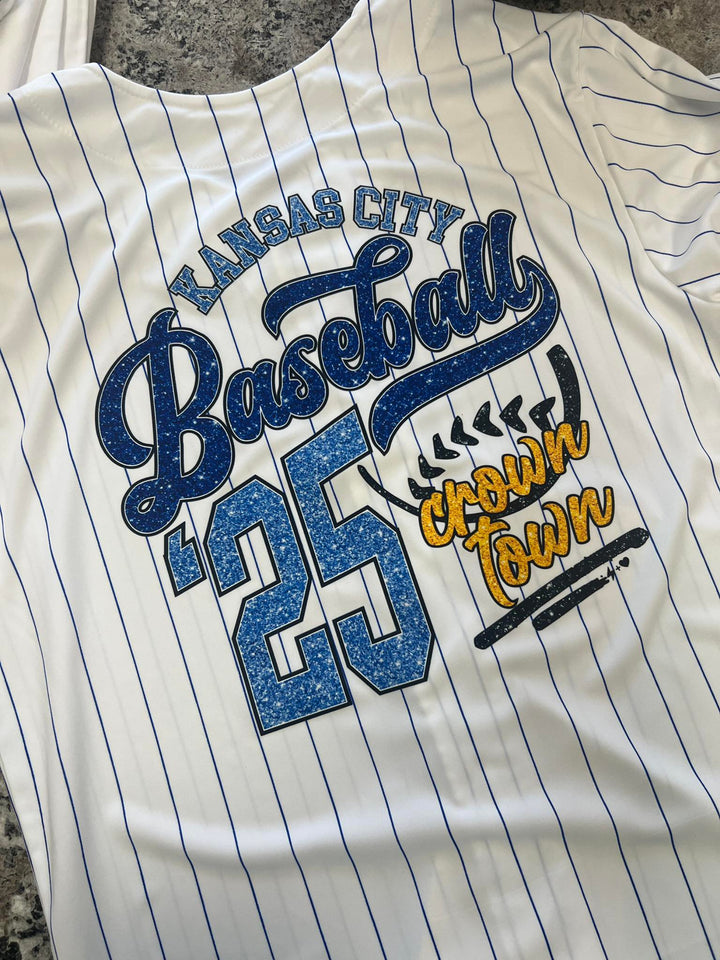 KANSAS CITY
Baseball
'25
crown
town